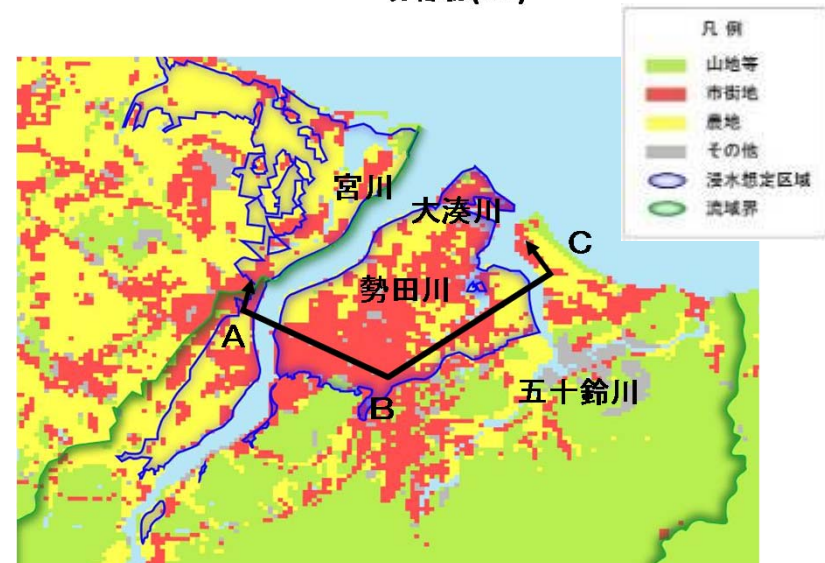 凡 例
山地等
市街地
農地
その他
浸水想定区域
流域界
宮川
大湊川
C
勢田川
A
五十鈴川
B